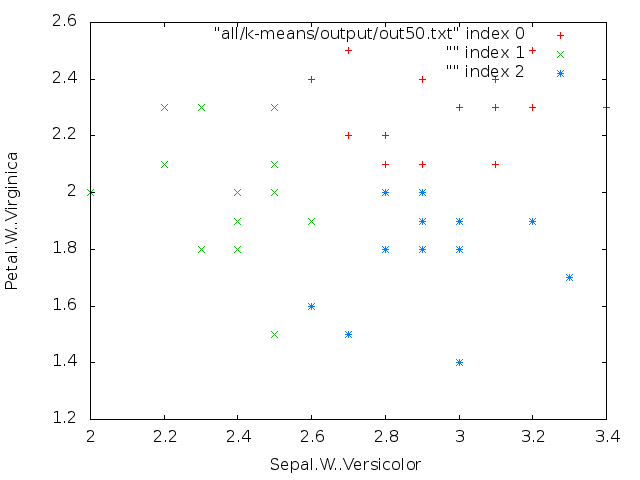 2.6
"all/k-means/output/out50.txt" index 0
"" index 1
"" index 2
2.4
2.2
2
1.8
1.6
1.4
1.2
Petal.W..Virginica
2 2.2 2.4 2.6 2.8 3 3.2 3.4
Sepal.W..Versicolor